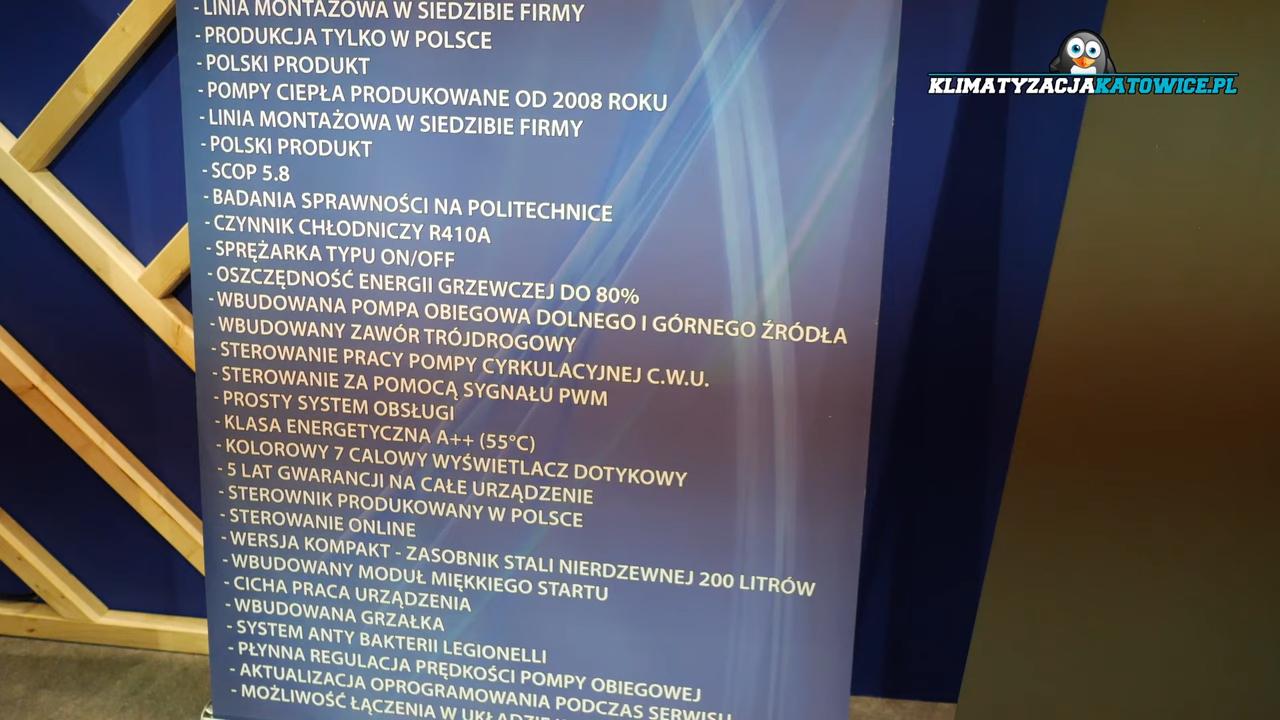 - LINIA MONTAŻOWA W SIEDZIBIE FIRMY
- PRODUKCJA TYLKO W POLSCE
- POLSKI PRODUKT
- POMPY CIEPŁA PRODUKOWANE OD 2008 ROKU
- LINIA MONTAŻOWA W SIEDZIBIE FIRMY
- POLSKI PRODUKT
- SCOP 5.8
- BADANIA SPRAWNOŚCI NA POLITECHNICE
- CZYNNIK CHŁODNICZY R410A
- SPRĘŻARKA TYPU ON/OFF
- OSZCZĘDNOŚĆ ENERGII GRZEWCZEJ DO 80%
- WBUDOWANA POMPA OBIEGOWA DOLNEGO I GÓRNEGO ŹRÓDŁA
- WBUDOWANY ZAWÓR TRÓJDROGOWY
- STEROWANIE PRACY POMPY CYRKULACYJNEJ C.W.U.
- STEROWANIE ZA POMOCĄ SYGNAŁU PWM
- PROSTY SYSTEM OBSŁUGI
- KLASA ENERGETYCZNA A++ (55°C)
- KOLOROWY 7 CALOWY WYŚWIETLACZ DOTYKOWY
- 5 LAT GWARANCJI NA CAŁE URZĄDZENIE
- STEROWNIK PRODUKOWANY W POLSCE
- STEROWANIE ONLINE
- WERSJA KOMPAKT - ZASOBNIK STALI NIERDZEWNEJ 200 LITRÓW
- WBUDOWANY MODUŁ MIĘKKIEGO STARTU
- CICHA PRACA URZĄDZENIA
- WBUDOWANA GRZAŁKA
- SYSTEM ANTY BAKTERII LEGIONELLI
- PŁYNNA REGULACJA PRĘDKOŚCI POMPY OBIEGOWEJ
- AKTUALIZACJA OPROGRAMOWANIA PODCZAS SERWISU
- MOŻLIWOŚĆ ŁĄCZENIA W UKŁADZIE
KLIMATYZACJAKATOWICE.PL